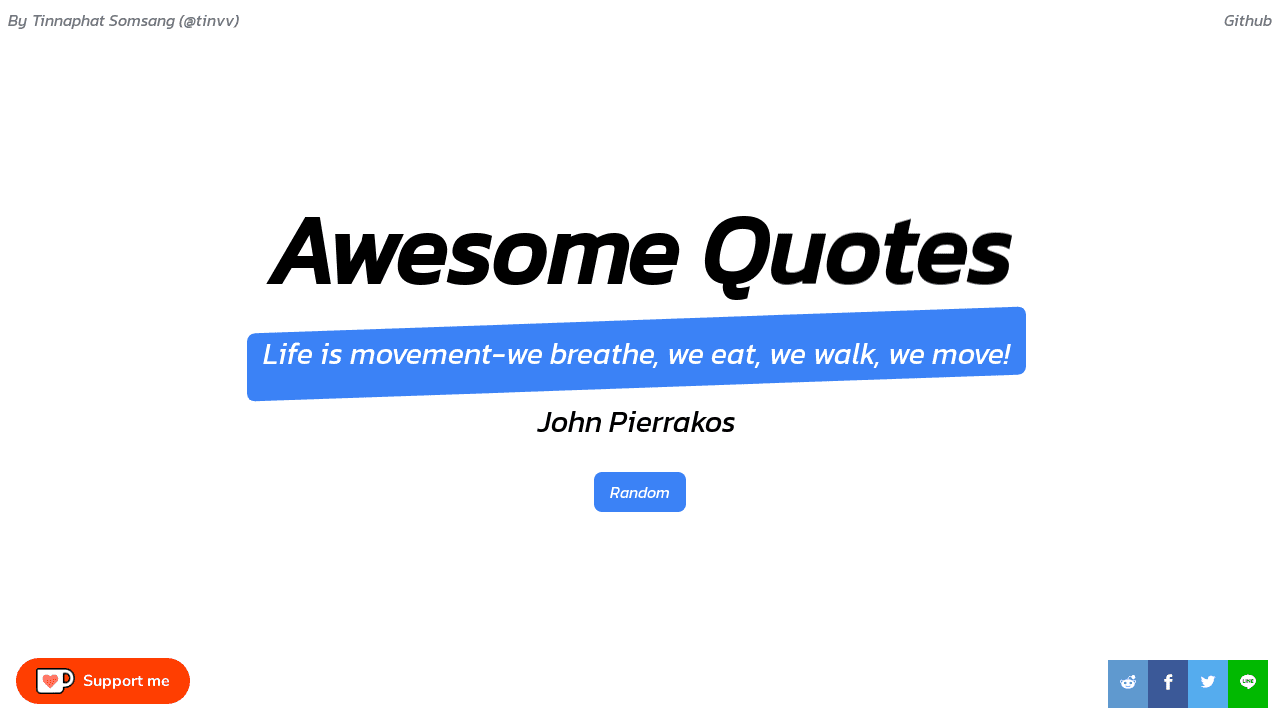 By Tinnaphat Somsang (@tinvv)
Github
Awesome Quotes
Life is movement-we breathe, we eat, we walk, we move!
John Pierrakos
Random
Support me
LINE